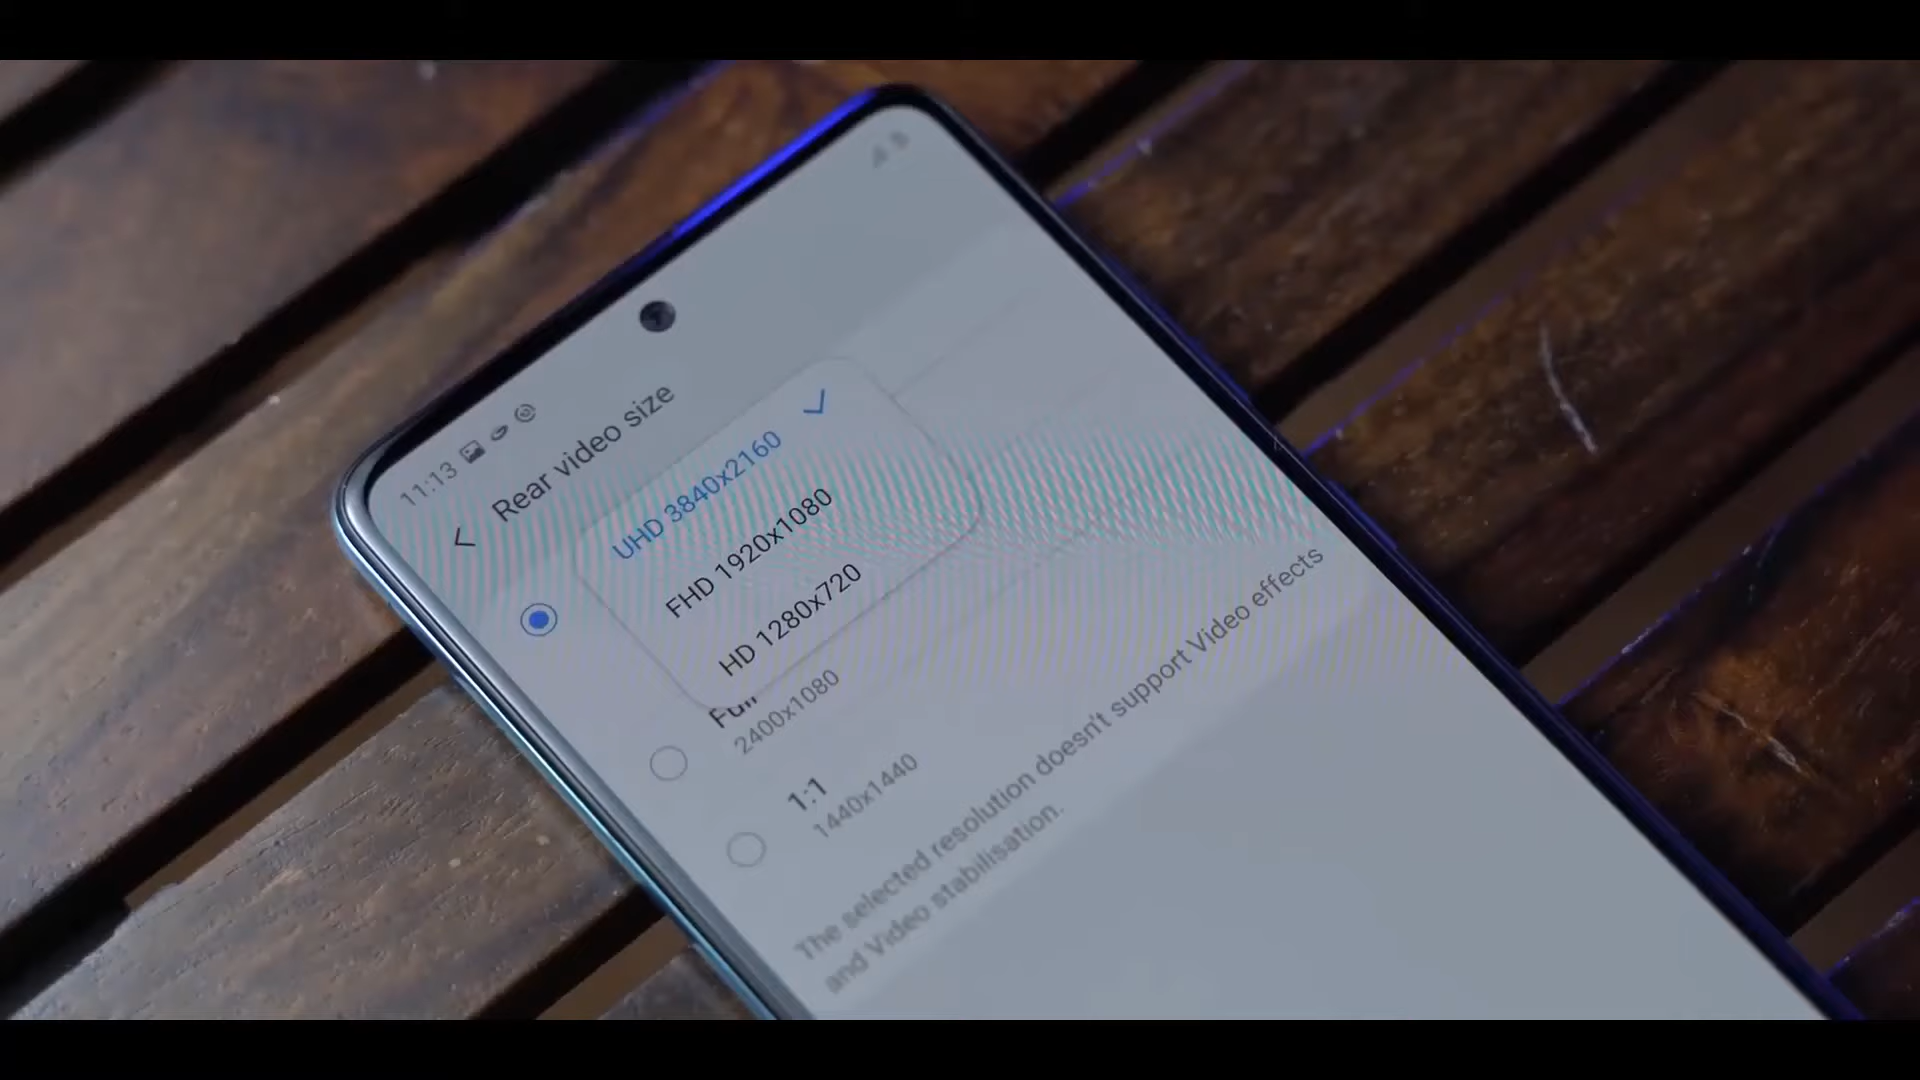 11:13
Rear video size
UHD 3840x2160
FHD 1920x1080
HD 1280x720
Full
2400x1080
1:1
1440x1440
The selected resolution doesn't support Video effects
and Video stabilisation.